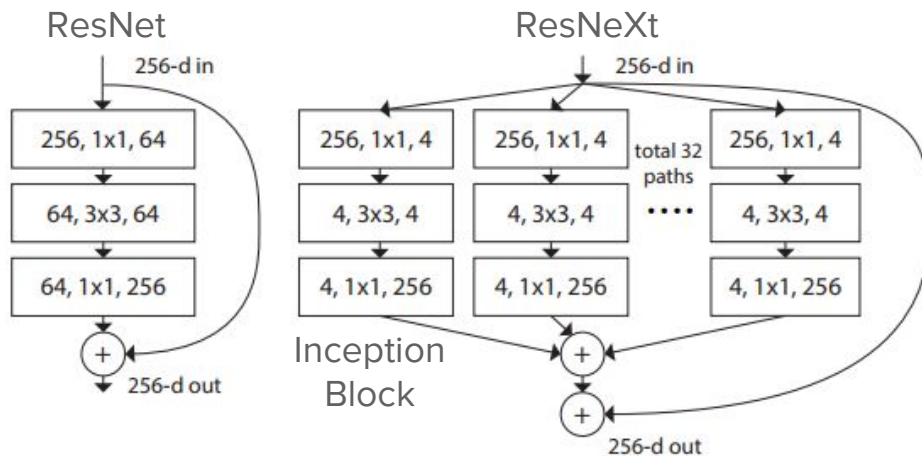 ResNet
256-d in
256, 1x1, 64
64, 3x3, 64
64, 1x1, 256
+
256-d out
ResNeXt
256-d in
256, 1x1, 4
256, 1x1, 4
total 32
paths
....
256, 1x1, 4
4, 3x3, 4
4, 3x3, 4
4, 3x3, 4
4, 1x1, 256
4, 1x1, 256
4, 1x1, 256
Inception
Block
+
+
256-d out